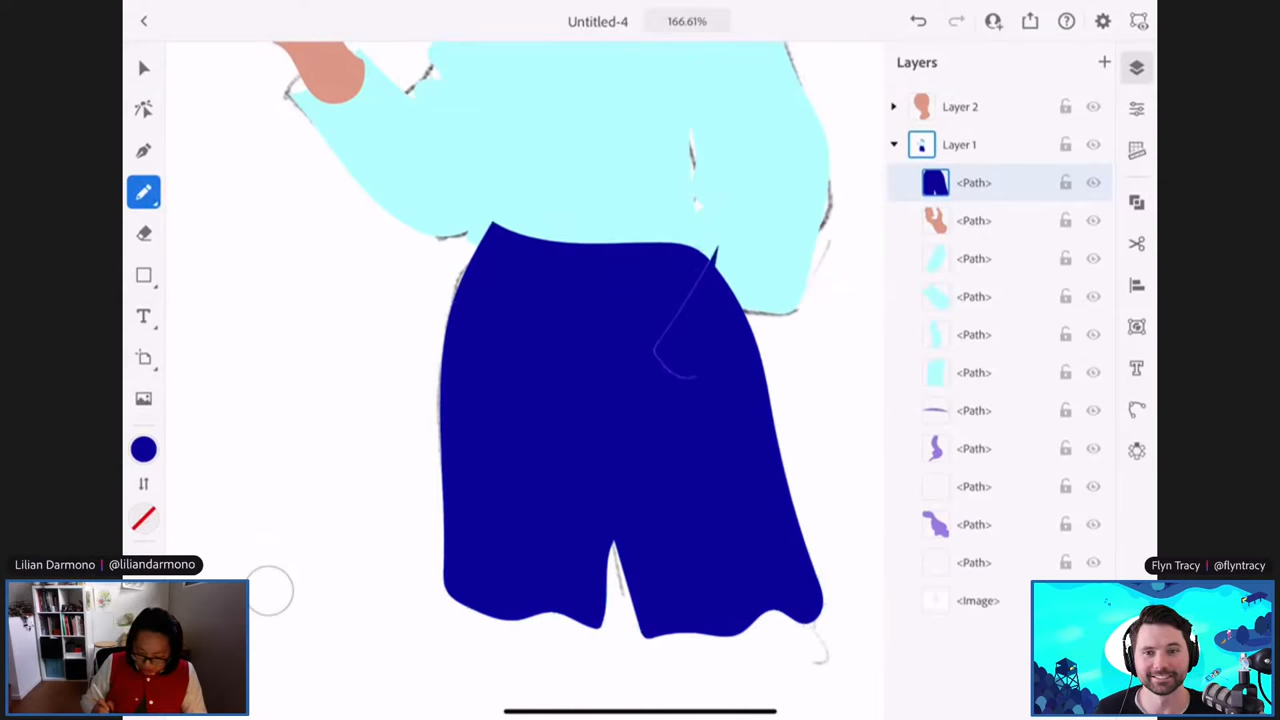 Untitled-4
166.61%
Layers
Layer 2
Layer 1
<Path>
<Path>
<Path>
<Path>
<Path>
<Path>
<Path>
<Path>
<Path>
<Path>
<Path>
<Image>
Lilian Darmono | @liliandarmono
Flyn Tracy | @flyntracy